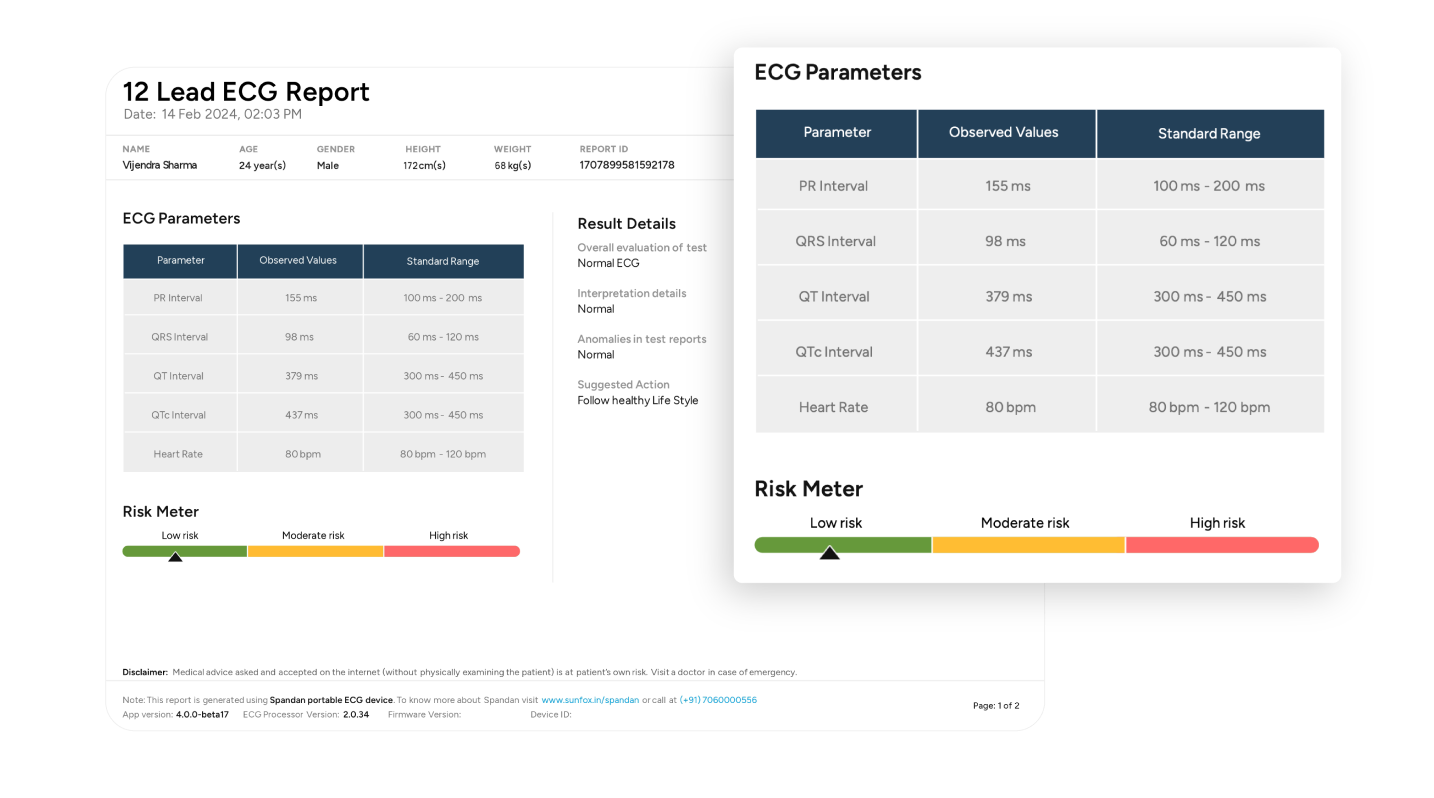 12 Lead ECG Report
Date: 14 Feb 2024, 02:03 PM
NAME AGE GENDER HEIGHT WEIGHT REPORT ID
Vijendra Sharma 24 year(s) Male 172cm(s) 68 kg(s) 1707899581592178
ECG Parameters
Parameter Observed Values Standard Range
PR Interval 155 ms 100 ms - 200 ms
QRS Interval 98 ms 60 ms - 120 ms
QT Interval 379 ms 300 ms - 450 ms
QTc Interval 437 ms 300 ms - 450 ms
Heart Rate 80 bpm 80 bpm - 120 bpm
Risk Meter
Low risk Moderate risk High risk
Result Details
Overall evaluation of test
Normal ECG
Interpretation details
Normal
Anomalies in test reports
Normal
Suggested Action
Follow healthy Life Style
ECG Parameters
Parameter Observed Values Standard Range
PR Interval 155 ms 100 ms - 200 ms
QRS Interval 98 ms 60 ms - 120 ms
QT Interval 379 ms 300 ms - 450 ms
QTc Interval 437 ms 300 ms - 450 ms
Heart Rate 80 bpm 80 bpm - 120 bpm
Risk Meter
Low risk Moderate risk High risk
Disclaimer: Medical advice asked and accepted on the internet (without physically examining the patient) is at patient's own risk. Visit a doctor in case of emergency.
Note: This report is generated using Spandan portable ECG device. To know more about Spandan visit www.sunfox.in/spandan or call at (+91) 7060000556
App version: 4.0.0-beta17 ECG Processor Version: 2.0.34 Firmware Version: Device ID:
Page: 1 of 2